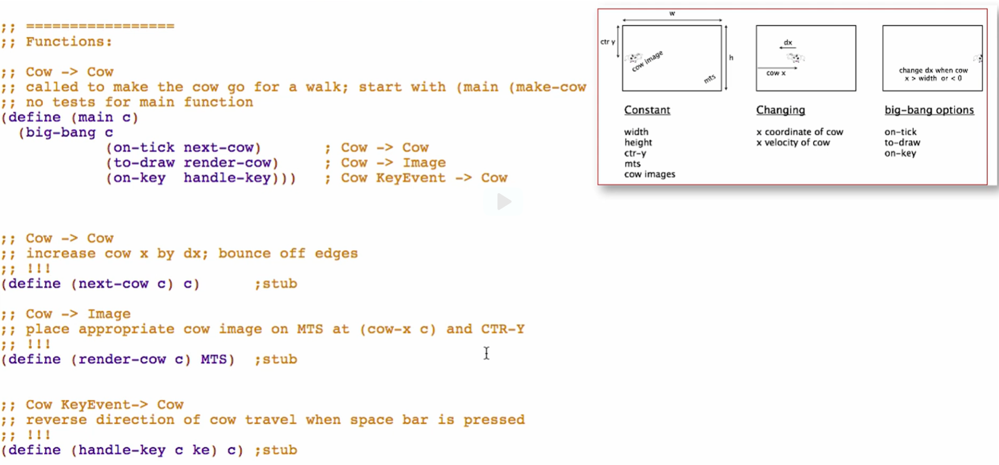 ;; =================
;; Functions:
;; Cow -> Cow
;; called to make the cow go for a walk; start with (main (make-cow
;; no tests for main function
(define (main c)
  (big-bang c
            (on-tick next-cow)       ; Cow -> Cow
            (to-draw render-cow)     ; Cow -> Image
            (on-key  handle-key)))   ; Cow KeyEvent -> Cow
;; Cow -> Cow
;; increase cow x by dx; bounce off edges
;; !!!
(define (next-cow c) c)      ;stub
;; Cow -> Image
;; place appropriate cow image on MTS at (cow-x c) and CTR-Y
;; !!!
(define (render-cow c) MTS)  ;stub
;; Cow KeyEvent-> Cow
;; reverse direction of cow travel when space bar is pressed
;; !!!
(define (handle-key c ke) c) ;stub
w
ctr y
cow image
mts
h
dx
cow x
change dx when cow
x > width or < 0
Constant
width
height
ctr-y
mts
cow images
Changing
x coordinate of cow
x velocity of cow
big-bang options
on-tick
to-draw
on-key